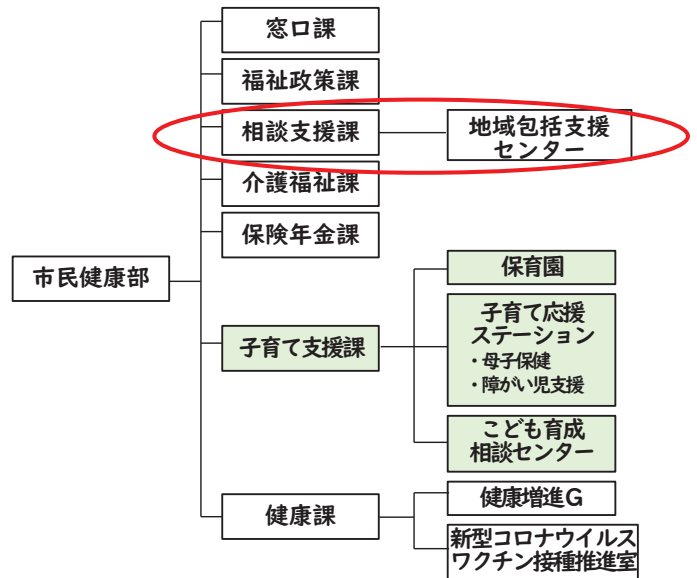 窓口課
福祉政策課
相談支援課
地域包括支援
センター
介護福祉課
保険年金課
市民健康部
保育園
子育て応援
ステーション
・母子保健
・障がい児支援
子育て支援課
こども育成
相談センター
健康増進G
健康課
新型コロナウイルス
ワクチン接種推進室